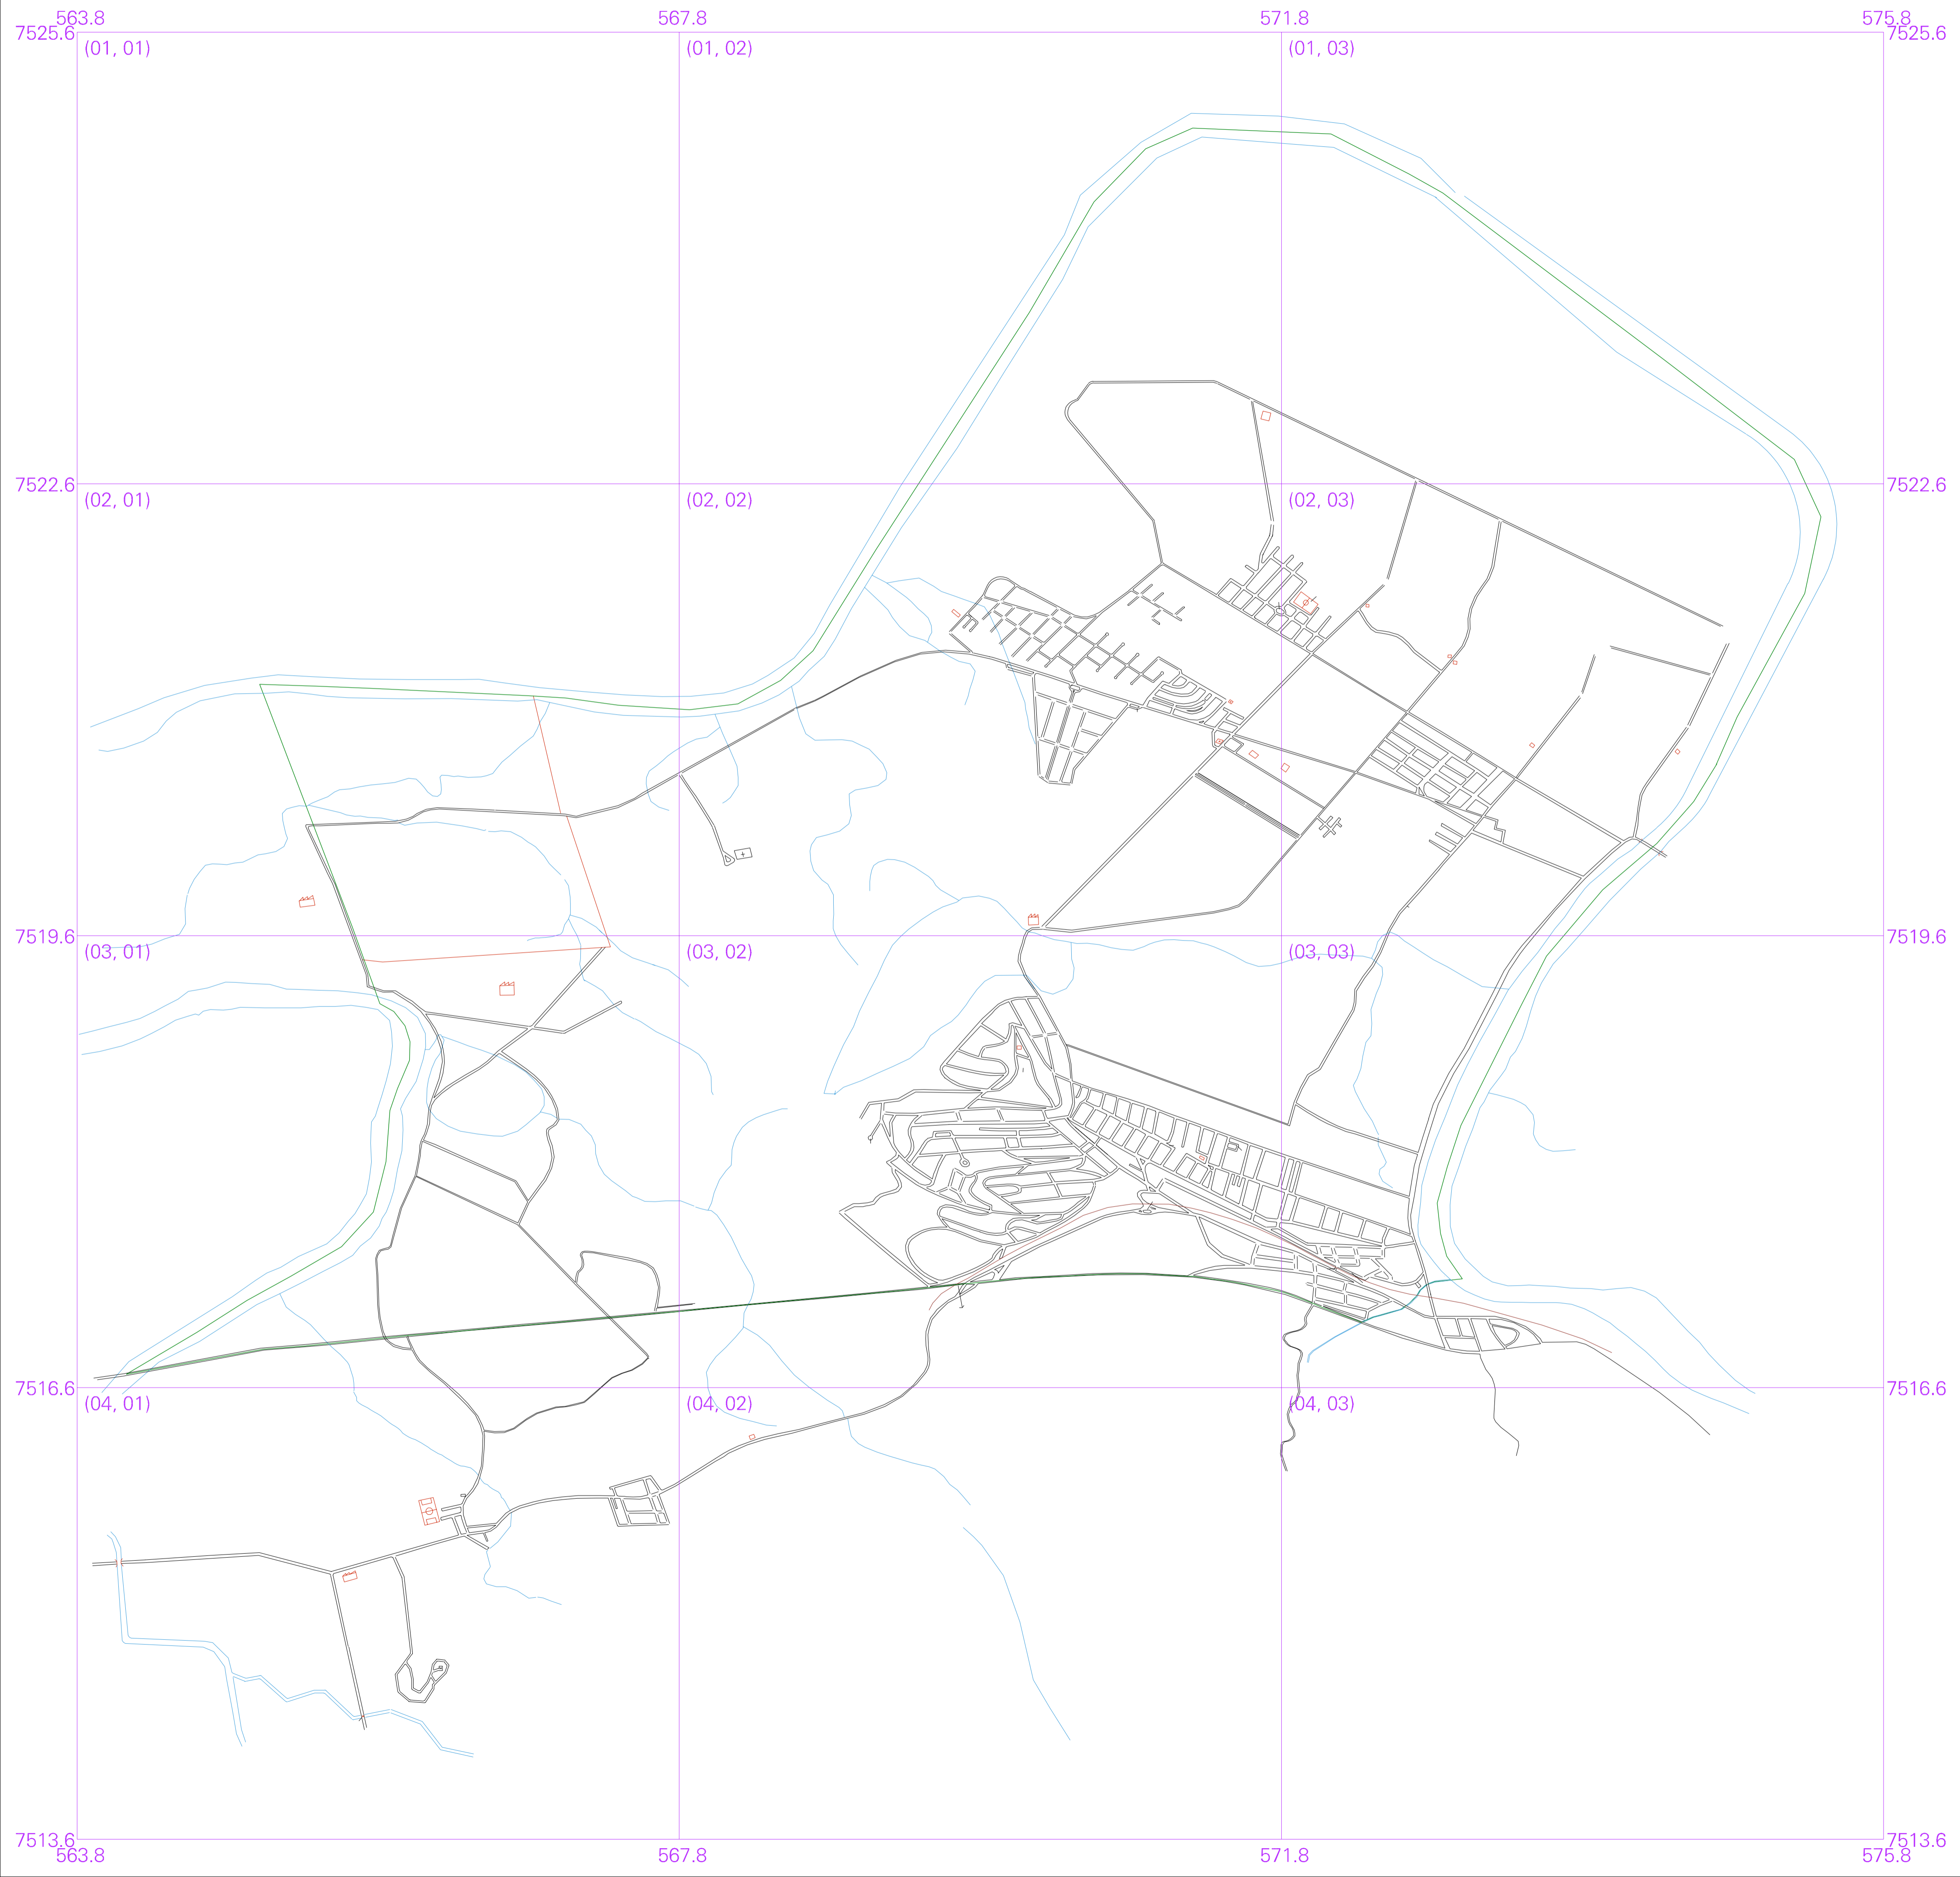 563.8 567.8 571.8 575.8
7525.6 7525.6
(01, 01) (01, 02) (01, 03)
7522.6 7522.6
(02, 01) (02, 02) (02, 03)
7519.6 7519.6
(03, 01) (03, 02) (03, 03)
7516.6 7516.6
(04, 01) (04, 02) (04, 03)
7513.6 7513.6
563.8 567.8 571.8 575.8